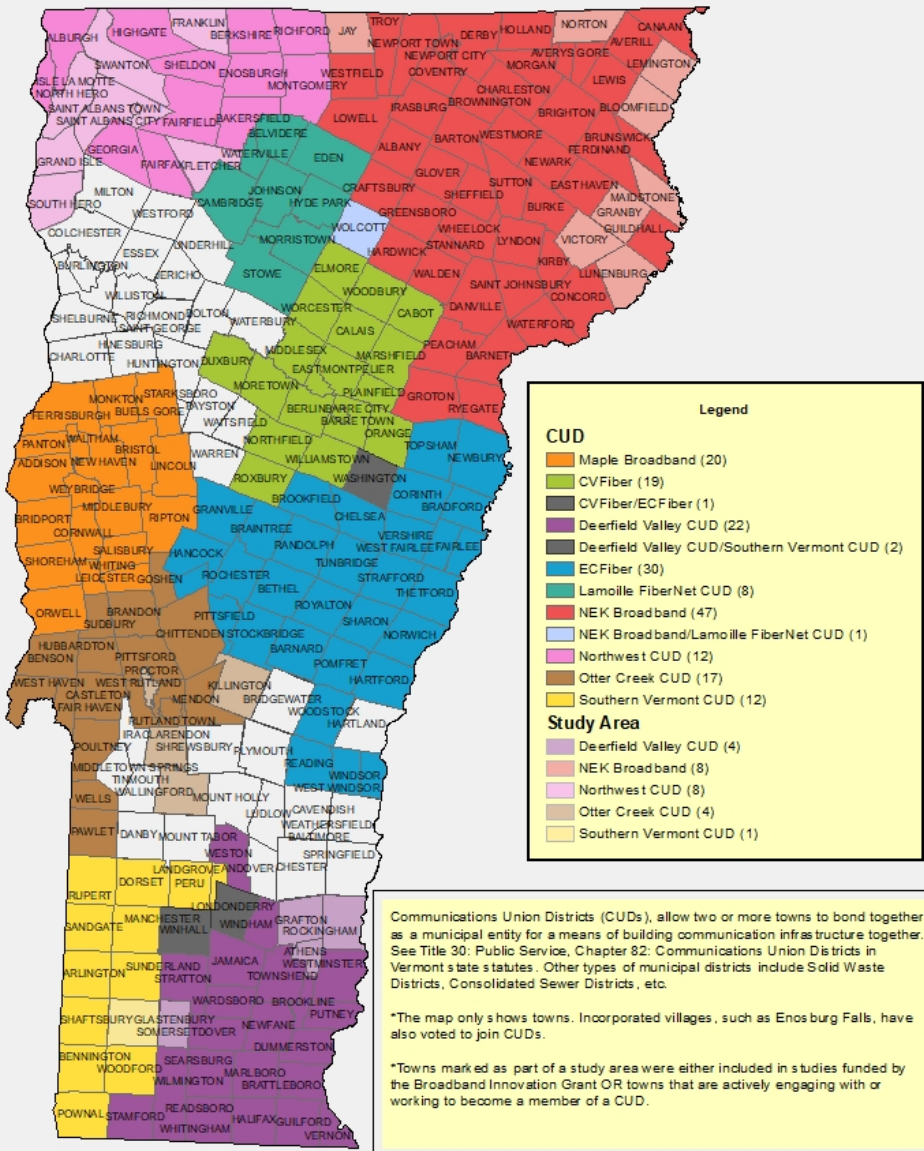 ALBURGH
HIGHGATE
FRANKLIN
BERKSHIRE
RICHFORD
JAY
TROY
NEWPORT TOWN
DERBY
HOLLAND
NORTON
CANAAN
AVERILL
NEWPORT CITY
AVERYS GORE
LEMINGTON
SWANTON
SHELDON
ENOSBURGH
MONTGOMERY
WESTFIELD
COVENTRY
MORGAN
LEWIS
ISLE LA MOTTE
NORTH HERO
CHARLESTON
BROWNINGTON
BRIGHTON
BLOOMFIELD
SAINT ALBANS TOWN
SAINT ALBANS CITY
FAIRFIELD
BAKERSFIELD
LOWELL
IRASBURG
BELVIDERE
BARTON
WESTMORE
BRUNSWICK
FERDINAND
GEORGIA
FAIRFAX
FLETCHER
WATERVILLE
EDEN
ALBANY
NEWARK
GRAND ISLE
GLOVER
SUTTON
EAST HAVEN
MILTON
CAMBRIDGE
JOHNSON
HYDE PARK
CRAFTSBURY
SHEFFIELD
BURKE
MAIDSTONE
GRANBY
SOUTH HERO
WESTFORD
GREENSBORO
GUILDHALL
COLCHESTER
UNDERHILL
MORRISTOWN
WOLCOTT
WHEELOCK
ESSEX
HARDWICK
STANNARD
LYNDON
VICTORY
BURLINGTON
JERICHO
STOWE
ELMORE
KIRBY
LUNENBURG
WILLISTON
WOODBURY
WALDEN
SAINT JOHNSBURY
CONCORD
SHELBURNE
RICHMOND
BOLTON
WATERBURY
WORCESTER
CABOT
DANVILLE
SAINT GEORGE
CALAIS
WATERFORD
HINESBURG
MIDDLESEX
MARSHFIELD
PEACHAM
CHARLOTTE
HUNTINGTON
DUXBURY
EAST MONTPELIER
BARNET
MORETOWN
PLAINFIELD
GROTON
MONKTON
STARKSBORO
FAYSTON
BERLIN
BARRE CITY
RYEGATE
FERRISBURGH
BUELS GORE
WAITSFIELD
BARRE TOWN
PANTON
WALTHAM
BRISTOL
NORTHFIELD
ORANGE
TOPSHAM
ADDISON
NEW HAVEN
LINCOLN
WARREN
WILLIAMSTOWN
NEWBURY
ROXBURY
WASHINGTON
WEYBRIDGE
CORINTH
BRIDPORT
MIDDLEBURY
RIPTON
GRANVILLE
BROOKFIELD
CHELSEA
BRADFORD
CORNWALL
BRAINTREE
VERSHIRE
SALISBURY
HANCOCK
RANDOLPH
WEST FAIRLEE
FAIRLEE
SHOREHAM
WHITING
TUNBRIDGE
LEICESTER
GOSHEN
ROCHESTER
STRAFFORD
BETHEL
THETFORD
ORWELL
BRANDON
PITTSFIELD
ROYALTON
SUDBURY
SHARON
CHITTENDEN
STOCKBRIDGE
NORWICH
HUBBARDTON
BARNARD
BENSON
PITTSFORD
POMFRET
PROCTOR
WEST HAVEN
WEST RUTLAND
KILLINGTON
HARTFORD
CASTLETON
MENDON
BRIDGEWATER
FAIR HAVEN
WOODSTOCK
RUTLAND TOWN
HARTLAND
IRA
CLARENDON
POULTNEY
SHREWSBURY
PLYMOUTH
READING
MIDDLETOWN SPRINGS
WINDSOR
TINMOUTH
WEST WINDSOR
WELLS
WALLINGFORD
MOUNT HOLLY
LUDLOW
CAVENDISH
WEATHERSFIELD
PAWLET
DANBY
MOUNT TABOR
BALTIMORE
WESTON
SPRINGFIELD
LANDGROVE
ANDOVER
CHESTER
RUPERT
DORSET
PERU
LONDONDERRY
SANDGATE
MANCHESTER
WINHALL
WINDHAM
GRAFTON
ROCKINGHAM
ATHENS
ARLINGTON
SUNDERLAND
JAMAICA
WESTMINSTER
STRATTON
TOWNSHEND
WARDSBORO
BROOKLINE
SHAFTSBURY
GLASTENBURY
PUTNEY
SOMERSET
DOVER
NEWFANE
DUMMERSTON
BENNINGTON
SEARSBURG
WOODFORD
MARLBORO
WILMINGTON
BRATTLEBORO
POWNAL
STAMFORD
READSBORO
HALIFAX
GUILFORD
WHITINGHAM
VERNON
Legend
CUD
Maple Broadband (20)
CVFiber (19)
CVFiber/ECFiber (1)
Deerfield Valley CUD (22)
Deerfield Valley CUD/Southern Vermont CUD (2)
ECFiber (30)
Lamoille FiberNet CUD (8)
NEK Broadband (47)
NEK Broadband/Lamoille FiberNet CUD (1)
Northwest CUD (12)
Otter Creek CUD (17)
Southern Vermont CUD (12)
Study Area
Deerfield Valley CUD (4)
NEK Broadband (8)
Northwest CUD (8)
Otter Creek CUD (4)
Southern Vermont CUD (1)
Communications Union Districts (CUDs), allow two or more towns to bond together
as a municipal entity for a means of building communication infrastructure together.
See Title 30: Public Service, Chapter 82: Communications Union Districts in
Vermont state statutes. Other types of municipal districts include Solid Waste
Districts, Consolidated Sewer Districts, etc.
*The map only shows towns. Incorporated villages, such as Enosburg Falls, have
also voted to join CUDs.
*Towns marked as part of a study area were either included in studies funded by
the Broadband Innovation Grant OR towns that are actively engaging with or
working to become a member of a CUD.